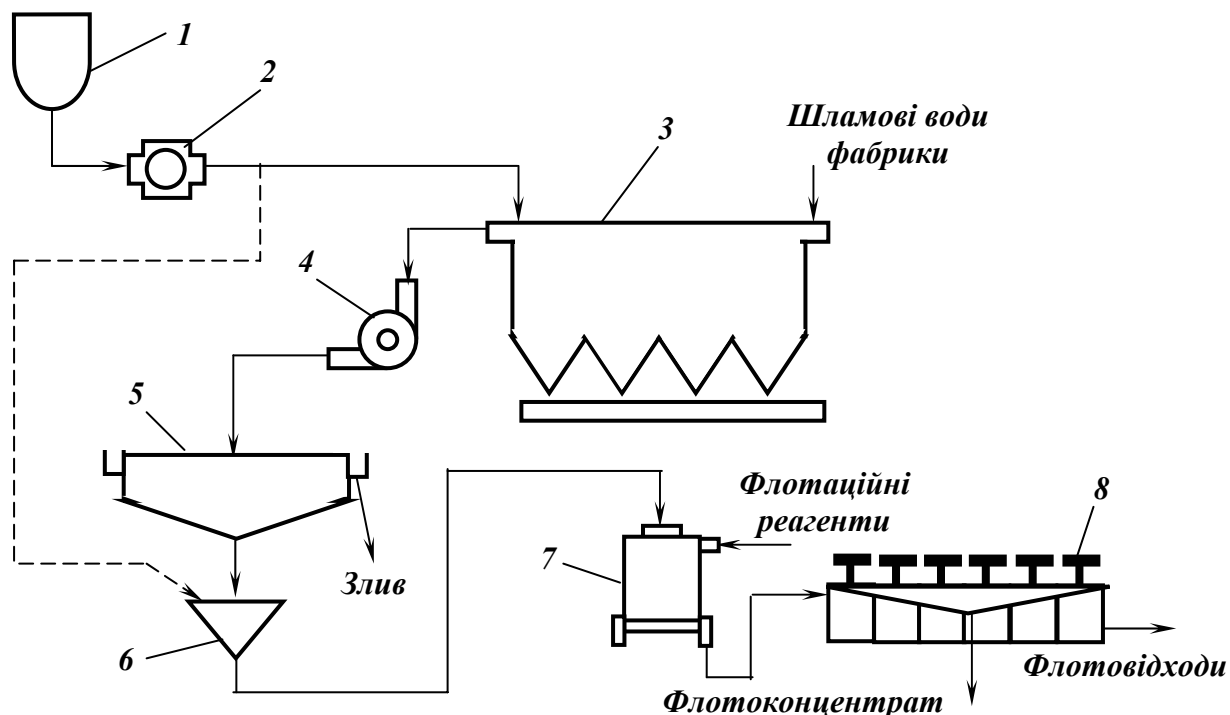 1
2
3
Шламові води
фабрики
4
5
Злив
6
7
Флотаційні
реагенти
8
Флотовідходи
Флотоконцентрат